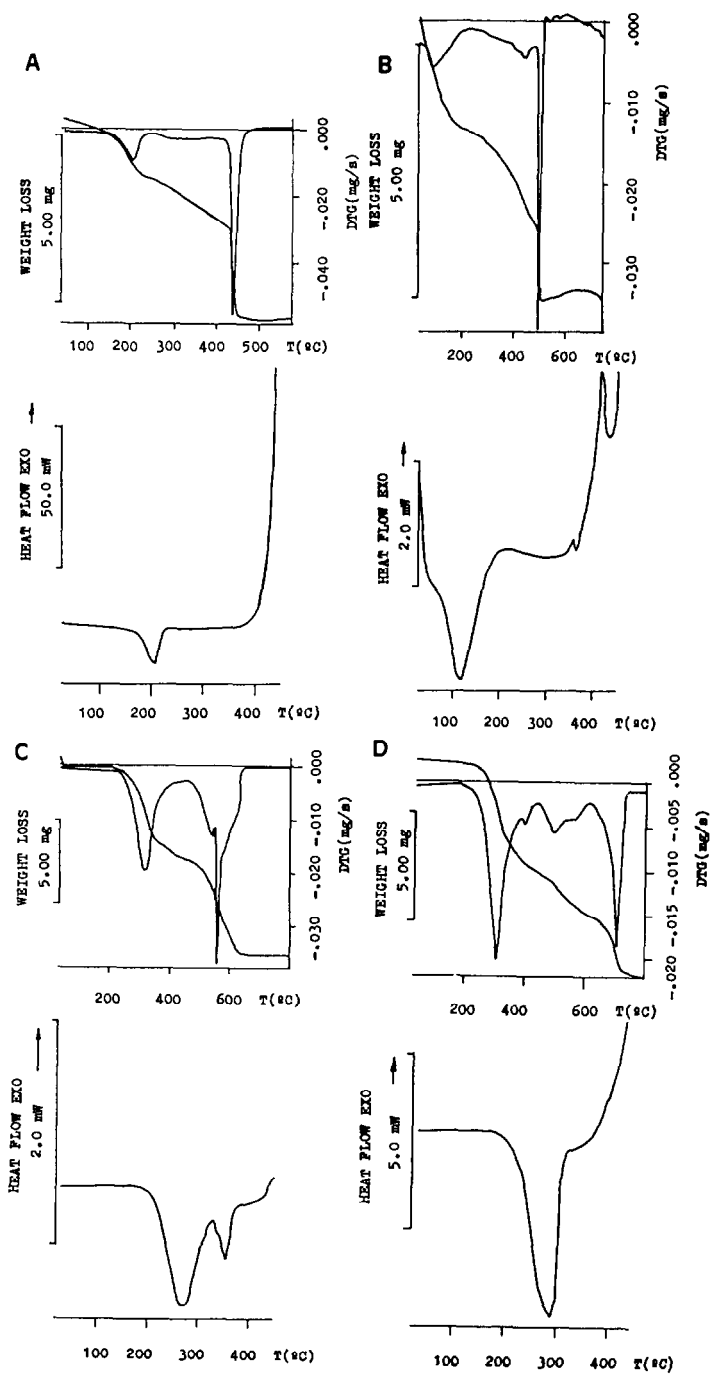 A
WEIGHT LOSS
5.00 mg
.000
-.020
-.040
DTG(mg/s)
100 200 300 400 500 T(ºC)
B
WEIGHT LOSS
5.00 mg
.000
-.010
-.020
-.030
DTG(mg/s)
200 400 600 T(ºC)
HEAT FLOW EXO
50.0 mW
100 200 300 400 T(ºC)
HEAT FLOW EXO
2.0 mW
100 200 300 400 T(ºC)
C
WEIGHT LOSS
5.00 mg
.000
-.010
-.020
-.030
DTG(mg/s)
200 400 600 T(ºC)
D
WEIGHT LOSS
5.00 mg
.000
-.005
-.010
-.015
-.020
DTG(mg/s)
200 400 600 T(ºC)
HEAT FLOW EXO
2.0 mW
100 200 300 400 T(ºC)
HEAT FLOW EXO
5.0 mW
100 200 300 400 T(ºC)